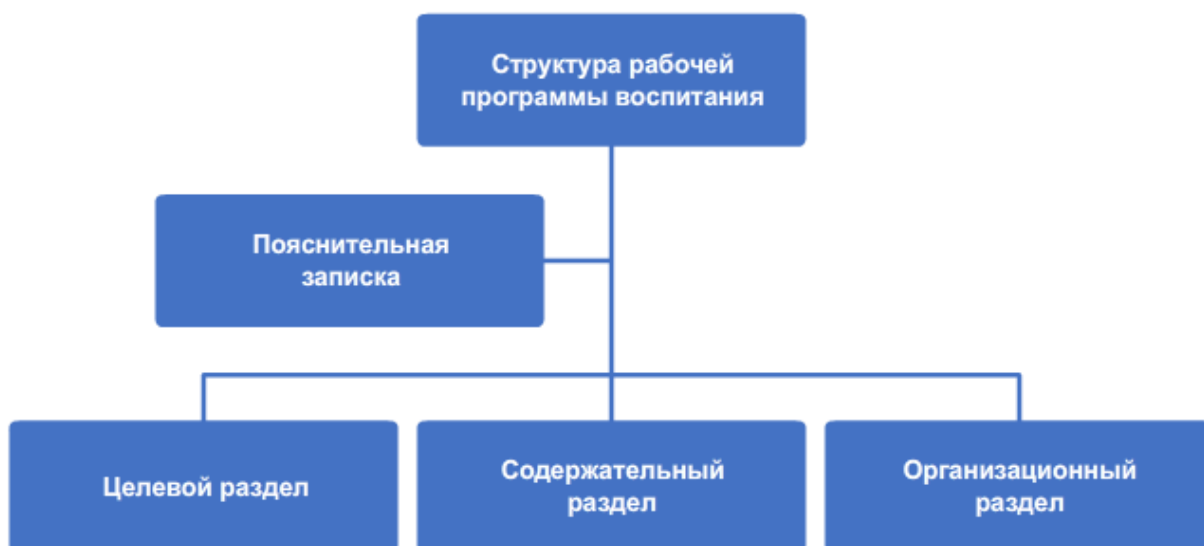 Структура рабочей
программы воспитания
Пояснительная
записка
Целевой раздел
Содержательный
раздел
Организационный
раздел